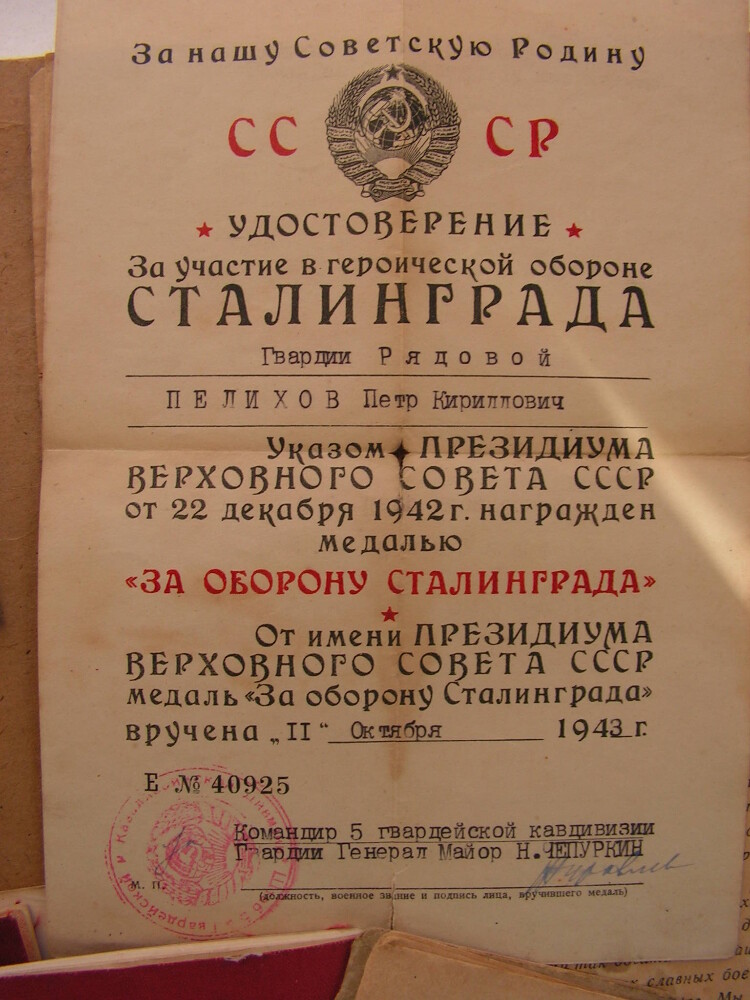 За нашу Советскую Родину
СССР
УДОСТОВЕРЕНИЕ
За участие в героической обороне
СТАЛИНГРАДА
Гвардии Рядовой
ПЕЛИХОВ Петр Кириллович
Указом ПРЕЗИДИУМА
ВЕРХОВНОГО СОВЕТА СССР
от 22 декабря 1942 г. награжден
медалью
«ЗА ОБОРОНУ СТАЛИНГРАДА»
От имени ПРЕЗИДИУМА
ВЕРХОВНОГО СОВЕТА СССР
медаль «За оборону Сталинграда»
вручена „II" Октября 1943 г.
Е № 40925
Командир 5 гвардейской кавдивизии
Гвардии Генерал Майор Н.ЧЕПУРКИН
М. П.
(должность, военное звание и подпись лица, вручившего медаль)
славных